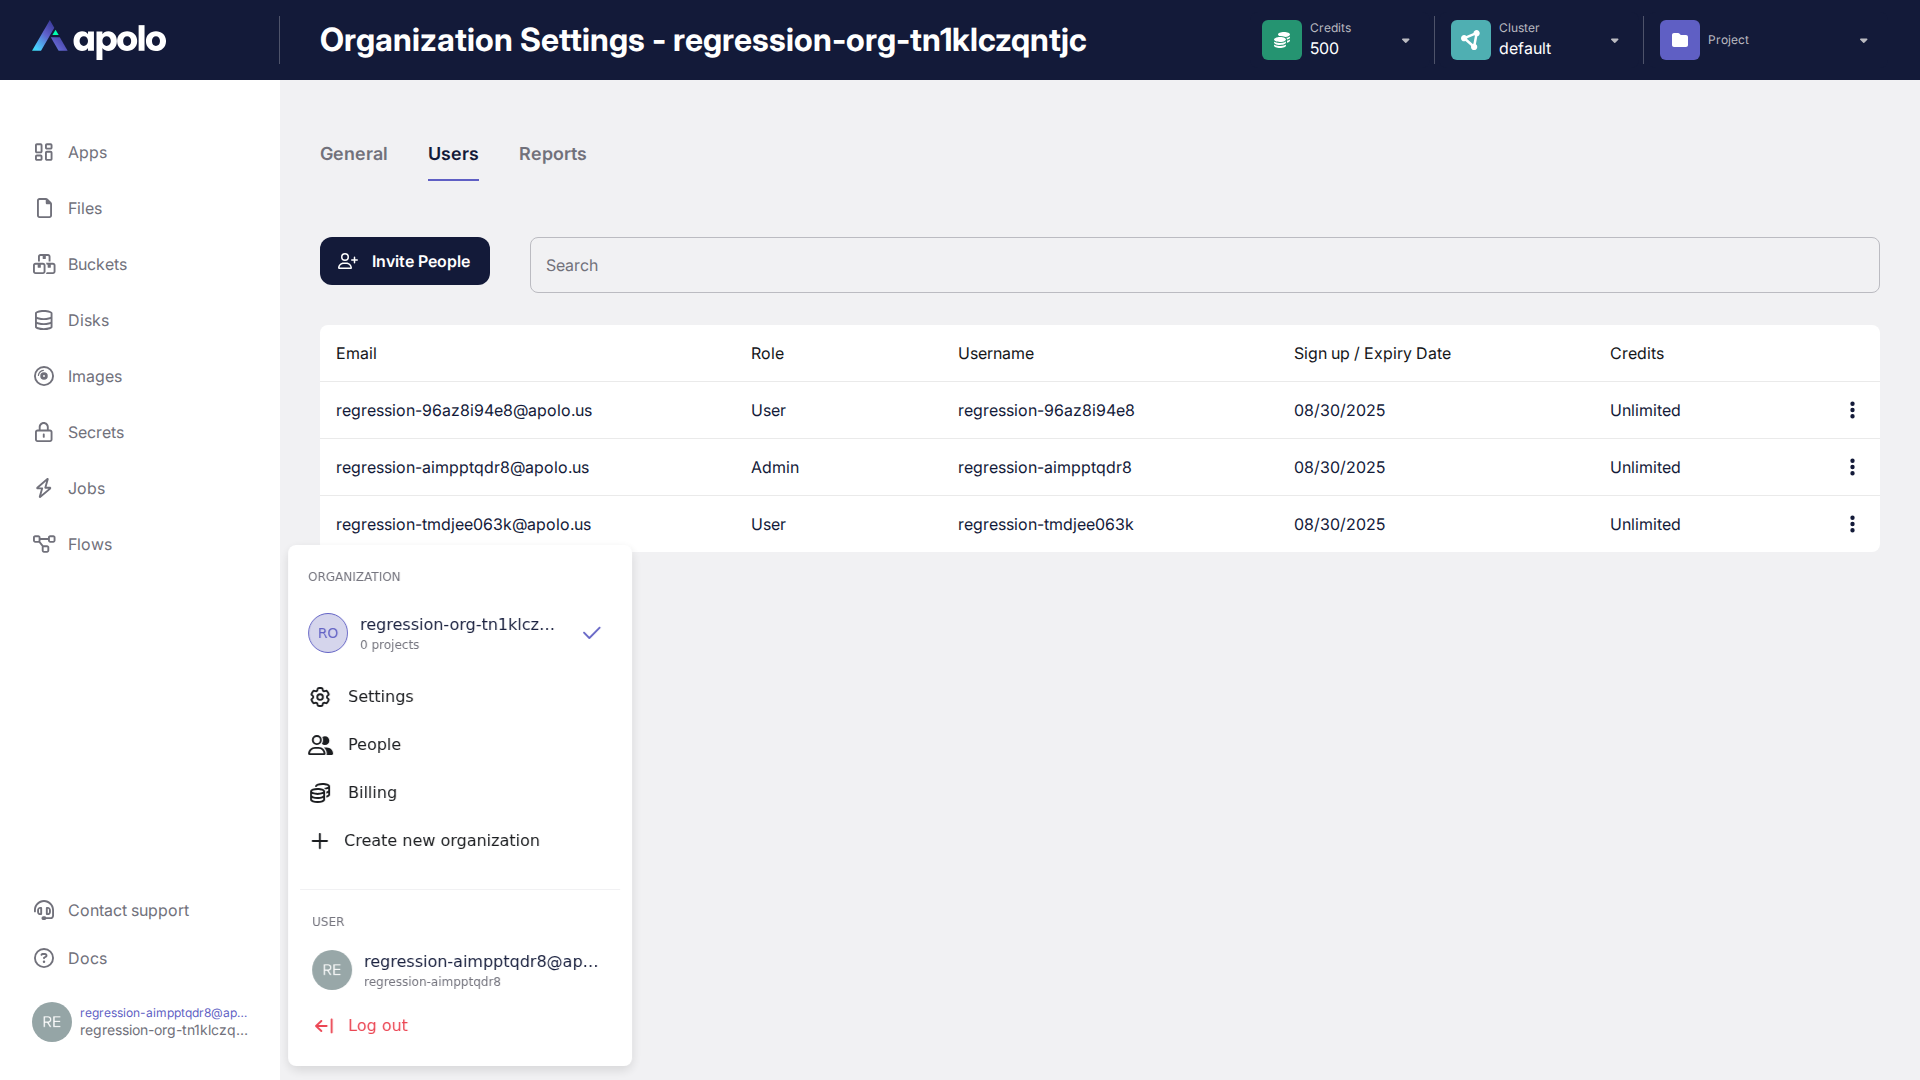 apolo
Organization Settings - regression-org-tn1klczqntjc
Credits
500
Cluster
default
Project
Apps
Files
Buckets
Disks
Images
Secrets
Jobs
Flows
Contact support
Docs
RE
regression-aimpptqdr8@ap...
regression-org-tn1klczq...
General
Users
Reports
Invite People
Search
Email Role Username Sign up / Expiry Date Credits
regression-96az8i94e8@apolo.us User regression-96az8i94e8 08/30/2025 Unlimited
regression-aimpptqdr8@apolo.us Admin regression-aimpptqdr8 08/30/2025 Unlimited
regression-tmdjee063k@apolo.us User regression-tmdjee063k 08/30/2025 Unlimited
ORGANIZATION
RO
regression-org-tn1klcz...
0 projects
Settings
People
Billing
Create new organization
USER
RE
regression-aimpptqdr8@ap...
regression-aimpptqdr8
Log out